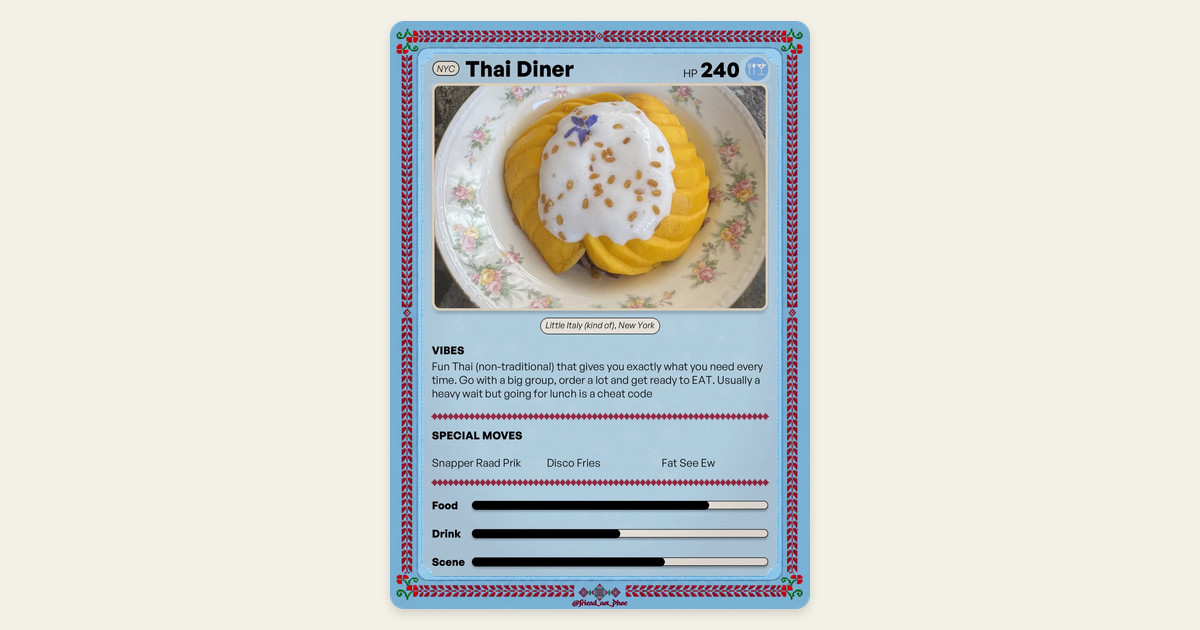 NYC Thai Diner HP 240
Little Italy (kind of), New York
VIBES
Fun Thai (non-traditional) that gives you exactly what you need every
time. Go with a big group, order a lot and get ready to EAT. Usually a
heavy wait but going for lunch is a cheat code
SPECIAL MOVES
Snapper Raad Prik Disco Fries Fat See Ew
Food
Drink
Scene
@friend_not_phoe